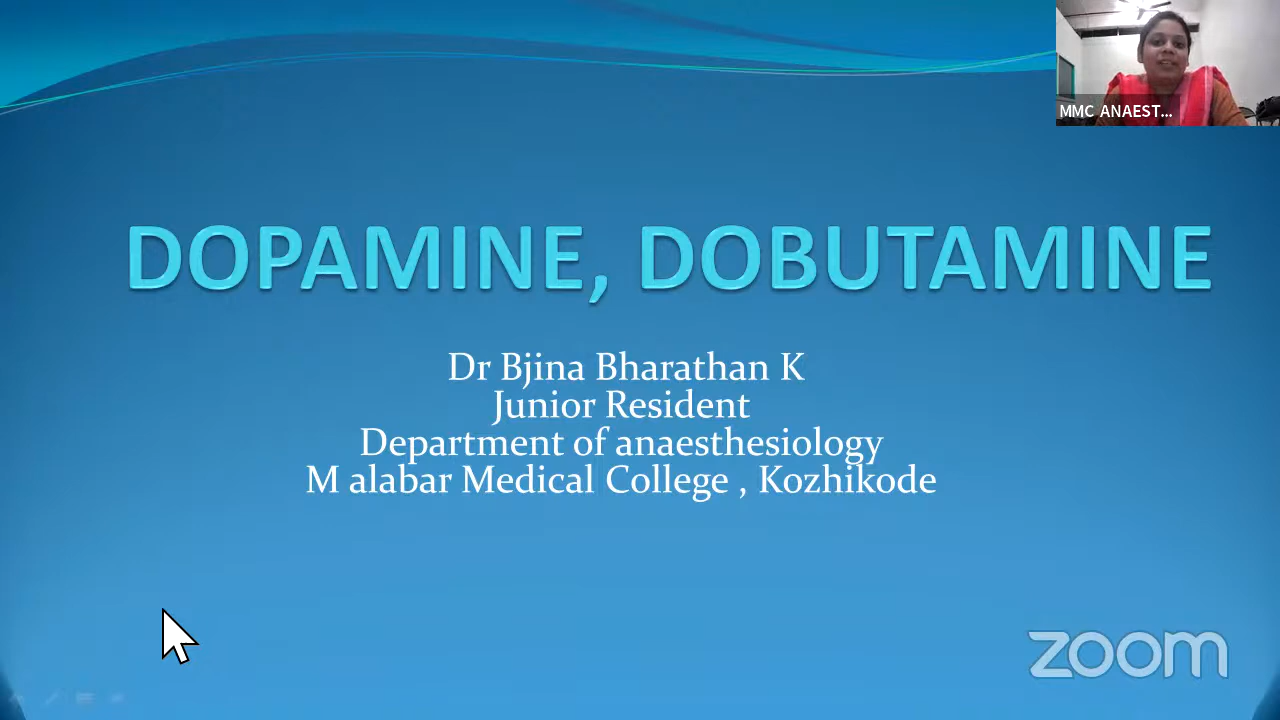 MMC ANAEST...
DOPAMINE, DOBUTAMINE
Dr Bjina Bharathan K
Junior Resident
Department of anaesthesiology
M alabar Medical College , Kozhikode
zoom